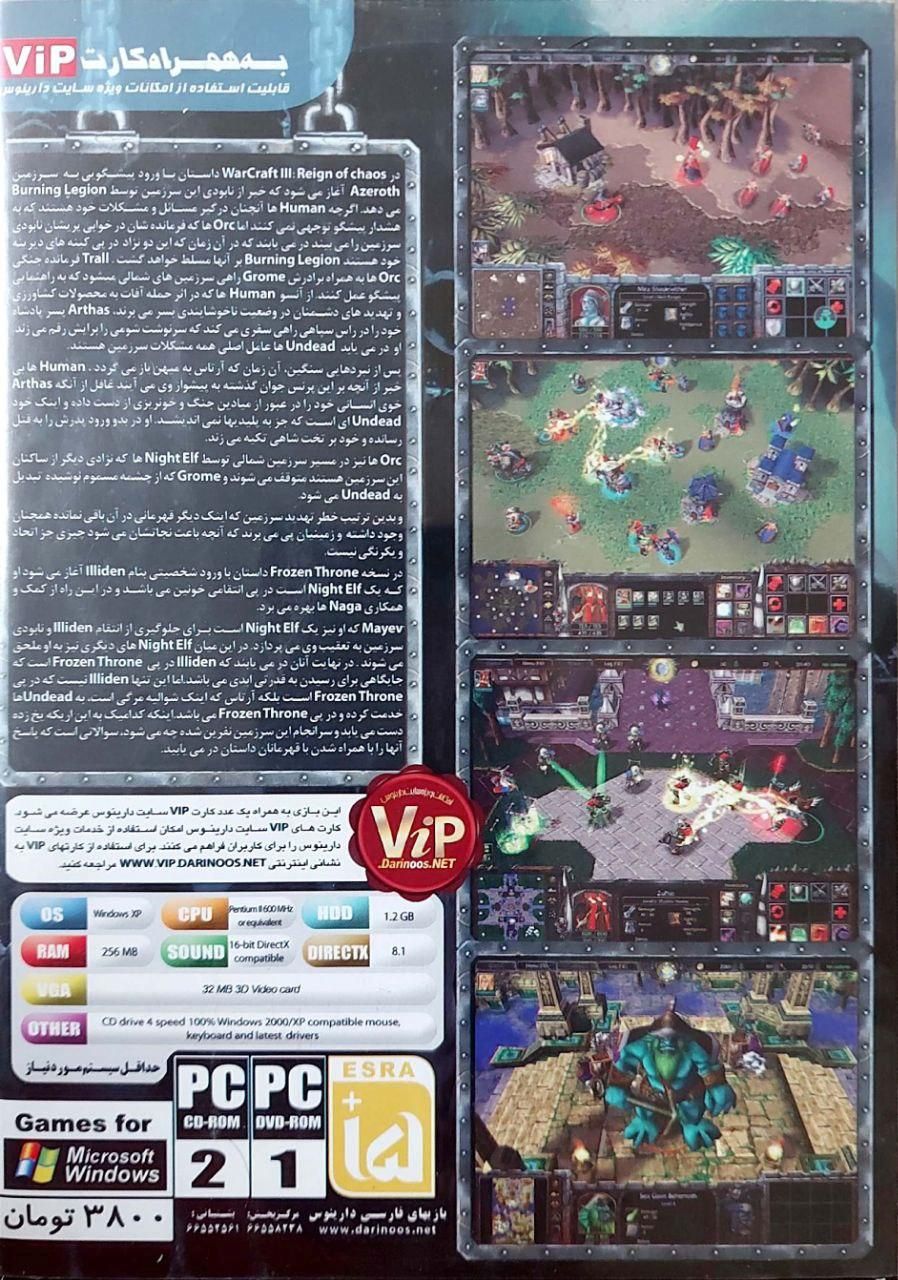 به همراه کارت ViP
قابلیت استفاده از امکانات ویژه سایت دارینوس
در WarCraft III: Reign of chaos داستان با ورود پیشگویی به سرزمین
Azeroth آغاز می شود که خبر از نابودی این سرزمین توسط Burning Legion
می دهد. اگرچه Human ها آنچنان درگیر مسائل و مشکلات خود هستند که به
هشدار پیشگو توجهی نمی کنند اما Orc ها که فرمانده شان در خوابی پریشان نابودی
سرزمین را می بیند در می یابند که در آن زمان که این دو نژاد در پی کینه های دیرینه
خود هستند Burning Legion بر آنها مسلط خواهد گشت. Trall فرمانده جنگی
Orc ها به همراه برادرش Grome راهی سرزمین های شمالی میشود که به راهنمایی
پیشگو عمل کنند. از آنسو Human ها که در اثر حمله آفات به محصولات کشاورزی
و تهدید های دشمنان در وضعیت ناخوشایندی بسر می برند، Arthas پسر پادشاه
خود را در راس سپاهی راهی سفری می کند که سرنوشت شومی را برایش رقم می زند
او در می یابد Undead ها عامل اصلی همه مشکلات سرزمین هستند.
پس از نبردهایی سنگین، آن زمان که آرتاس به میهن باز می گردد، Human ها بی
خبر از آنچه بر این پرنس جوان گذشته به پیشواز وی می آیند غافل از آنکه Arthas
خوی انسانی خود را در عبور از میادین جنگ و خونریزی از دست داده و اینک خود
Undead ای است که جز به پلیدیها نمی اندیشد. او در بدو ورود پدرش را به قتل
رسانده و خود بر تخت شاهی تکیه می زند.
Orc ها نیز در مسیر سرزمین شمالی توسط Night Elf ها که نژادی دیگر از ساکنان
این سرزمین هستند متوقف می شوند و Grome که از چشمه مسموم نوشیده تبدیل
به Undead می شود.
و بدین ترتیب خطر تهدید سرزمین که اینک دیگر قهرمانی در آن باقی نمانده همچنان
وجود داشته و زمینیان پی می برند که آنچه باعث نجاتشان می شود چیزی جز اتحاد
و یکرنگی نیست.
در نسخه Frozen Throne داستان با ورود شخصیتی بنام Illiden آغاز می شود او
که یک Night Elf است در پی انتقامی خونین می باشد و در این راه از کمک و
همکاری Naga ها بهره می برد.
Mayev که او نیز یک Night Elf است برای جلوگیری از انتقام Illiden و نابودی
سرزمین به تعقیب وی می پردازد. در این میان Night Elf های دیگری نیز به او ملحق
می شوند. در نهایت آنان در می یابند که Illiden در پی Frozen Throne است که
جایگاهی برای رسیدن به قدرتی ابدی می باشد، اما این تنها Illiden نیست که در پی
Frozen Throne است بلکه آرتاس که اینک شوالیه مرگی است، به Undeadها
خدمت کرده و در پی Frozen Throne می باشد. اینکه کدامیک به این اریکه یخ زده
دست می یابد و سرانجام این سرزمین نفرین شده چه می شود، سوالاتی است که پاسخ
آنها را با همراه شدن با قهرمانان داستان در می یابید.
این بازی به همراه یک عدد کارت VIP سایت دارینوس عرضه می شود.
کارت های VIP سایت دارینوس امکان استفاده از خدمات ویژه سایت
دارینوس را برای کاربران فراهم می کنند. برای استفاده از کارتهای VIP به
نشانی اینترنتی WWW.VIP.DARINOOS.NET مراجعه کنید.
ViP
.Darinoos.NET
OS Windows XP CPU Pentium II 600 MHz or equivalent HDD 1.2 GB
RAM 256 MB SOUND 16-bit DirectX compatible DIRECTX 8.1
VGA 32 MB 3D Video card
OTHER CD drive 4 speed 100% Windows 2000/XP compatible mouse,
keyboard and latest drivers
حداقل سیستم مورد نیاز
PC CD-ROM 2
PC DVD-ROM 1
ESRA
+
Games for
Microsoft
Windows
۳۸۰۰ تومان
بازیهای فارسی دارینوس
مرکز پخش: ۶۶۵۵۸۲۳۸
پشتیبانی: ۶۶۵۵۲۵۶۱
www.darinoos.net
Sea Giant Behemoth